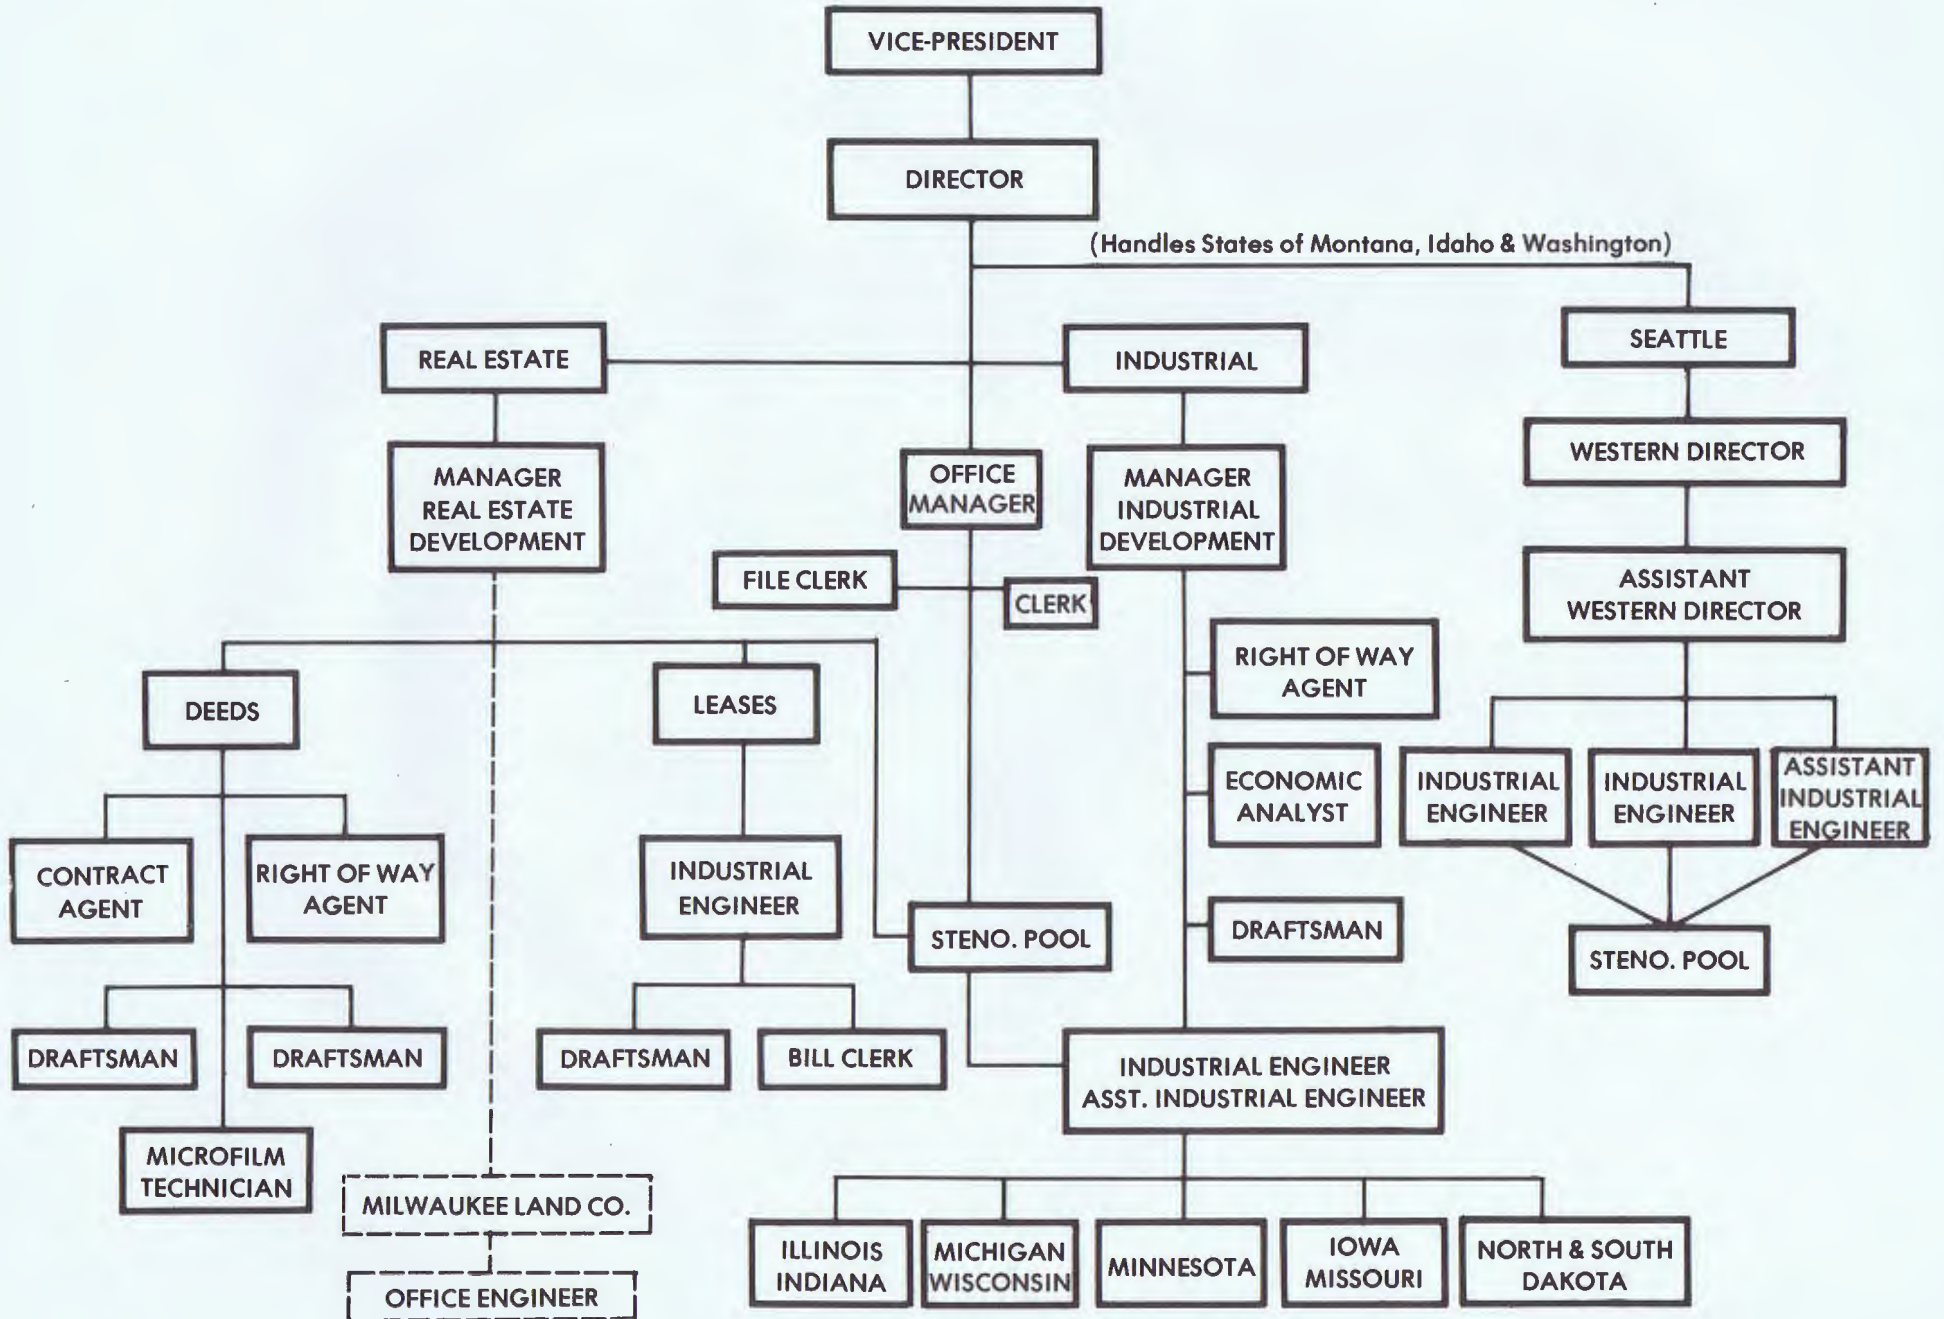 VICE-PRESIDENT
DIRECTOR
(Handles States of Montana, Idaho & Washington)
REAL ESTATE
INDUSTRIAL
SEATTLE
MANAGER
REAL ESTATE
DEVELOPMENT
OFFICE
MANAGER
MANAGER
INDUSTRIAL
DEVELOPMENT
WESTERN DIRECTOR
FILE CLERK
CLERK
ASSISTANT
WESTERN DIRECTOR
DEEDS
LEASES
RIGHT OF WAY
AGENT
ECONOMIC
ANALYST
INDUSTRIAL
ENGINEER
INDUSTRIAL
ENGINEER
ASSISTANT
INDUSTRIAL
ENGINEER
CONTRACT
AGENT
RIGHT OF WAY
AGENT
INDUSTRIAL
ENGINEER
STENO. POOL
DRAFTSMAN
STENO. POOL
DRAFTSMAN
DRAFTSMAN
DRAFTSMAN
BILL CLERK
INDUSTRIAL ENGINEER
ASST. INDUSTRIAL ENGINEER
MICROFILM
TECHNICIAN
MILWAUKEE LAND CO.
OFFICE ENGINEER
ILLINOIS
INDIANA
MICHIGAN
WISCONSIN
MINNESOTA
IOWA
MISSOURI
NORTH & SOUTH
DAKOTA